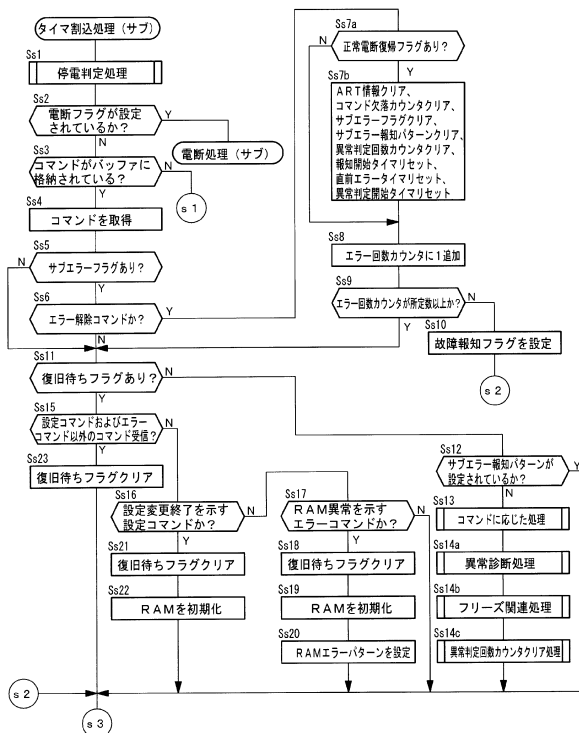 タイマ割込処理（サブ）
Ss1
停電判定処理
Ss2
電断フラグが設定
されているか？
Y
N
電断処理（サブ）
Ss3
コマンドがバッファに
格納されている？
N
Y
s1
Ss4
コマンドを取得
Ss5
N
サブエラーフラグあり？
Y
Ss6
エラー解除コマンドか？
Y
N
Ss7a
N
正常電断復帰フラグあり？
Y
Ss7b
ART情報クリア、
コマンド欠落カウンタクリア、
サブエラーフラグクリア、
サブエラー報知パターンクリア、
異常判定回数カウンタクリア、
報知開始タイマリセット、
直前エラータイマリセット、
異常判定開始タイマリセット
Ss8
エラー回数カウンタに1追加
Ss9
エラー回数カウンタが所定数以上か？
N
Y
Ss10
故障報知フラグを設定
s2
Ss11
復旧待ちフラグあり？
N
Y
Ss15
設定コマンドおよびエラー
コマンド以外のコマンド受信？
N
Y
Ss23
復旧待ちフラグクリア
Ss16
設定変更終了を示す
設定コマンドか？
N
Y
Ss21
復旧待ちフラグクリア
Ss22
RAMを初期化
Ss17
RAM異常を示す
エラーコマンドか？
N
Y
Ss18
復旧待ちフラグクリア
Ss19
RAMを初期化
Ss20
RAMエラーパターンを設定
Ss12
サブエラー報知パターンが
設定されているか？
Y
N
Ss13
コマンドに応じた処理
Ss14a
異常診断処理
Ss14b
フリーズ関連処理
Ss14c
異常判定回数カウンタクリア処理
s2
s3